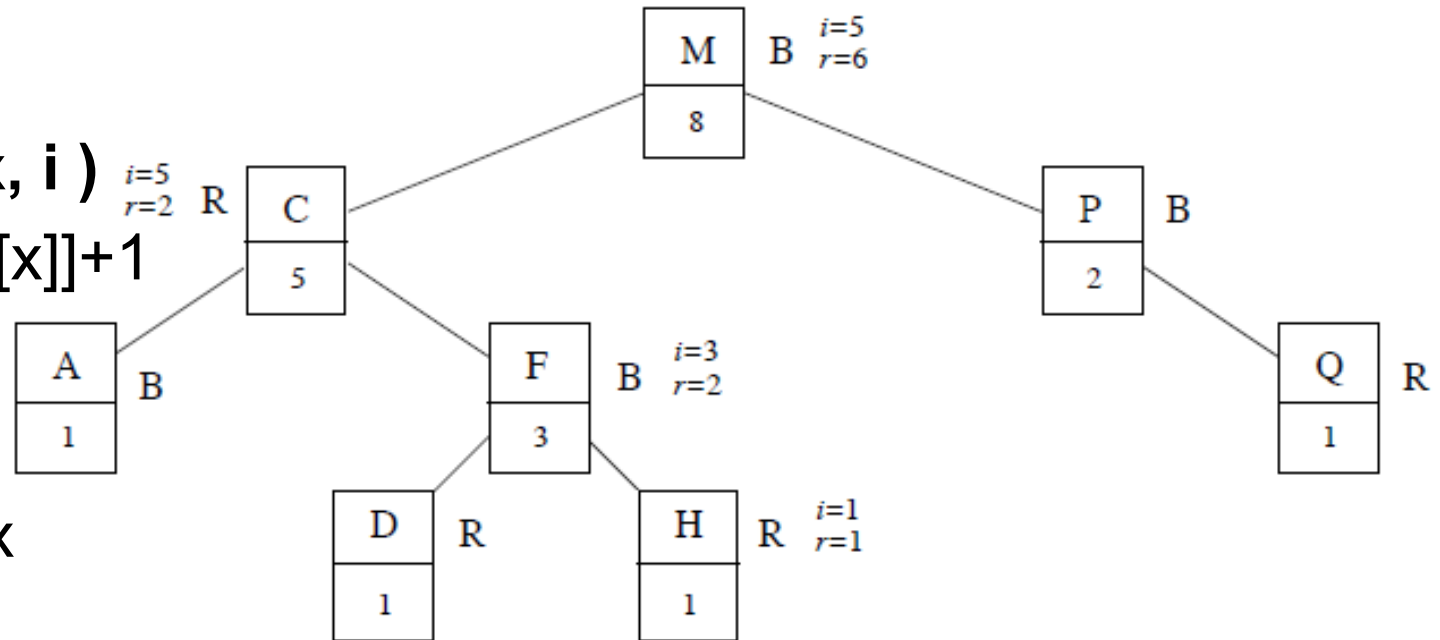 M B i=5
r=6
8
x, i )
i=5
r=2 R C
5
P B
2
[x]]+1
A B
1
F B i=3
r=2
3
Q R
1
D R
1
H R i=1
r=1
1
x